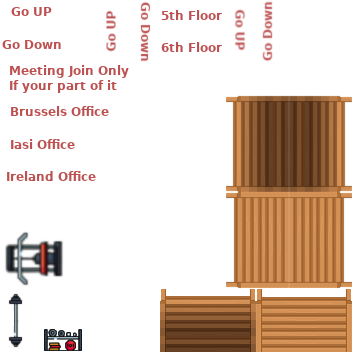 Go UP
Go Down
Go UP
Go Down
5th Floor
6th Floor
Go UP
Go Down
Meeting Join Only
If your part of it
Brussels Office
Iasi Office
Ireland Office